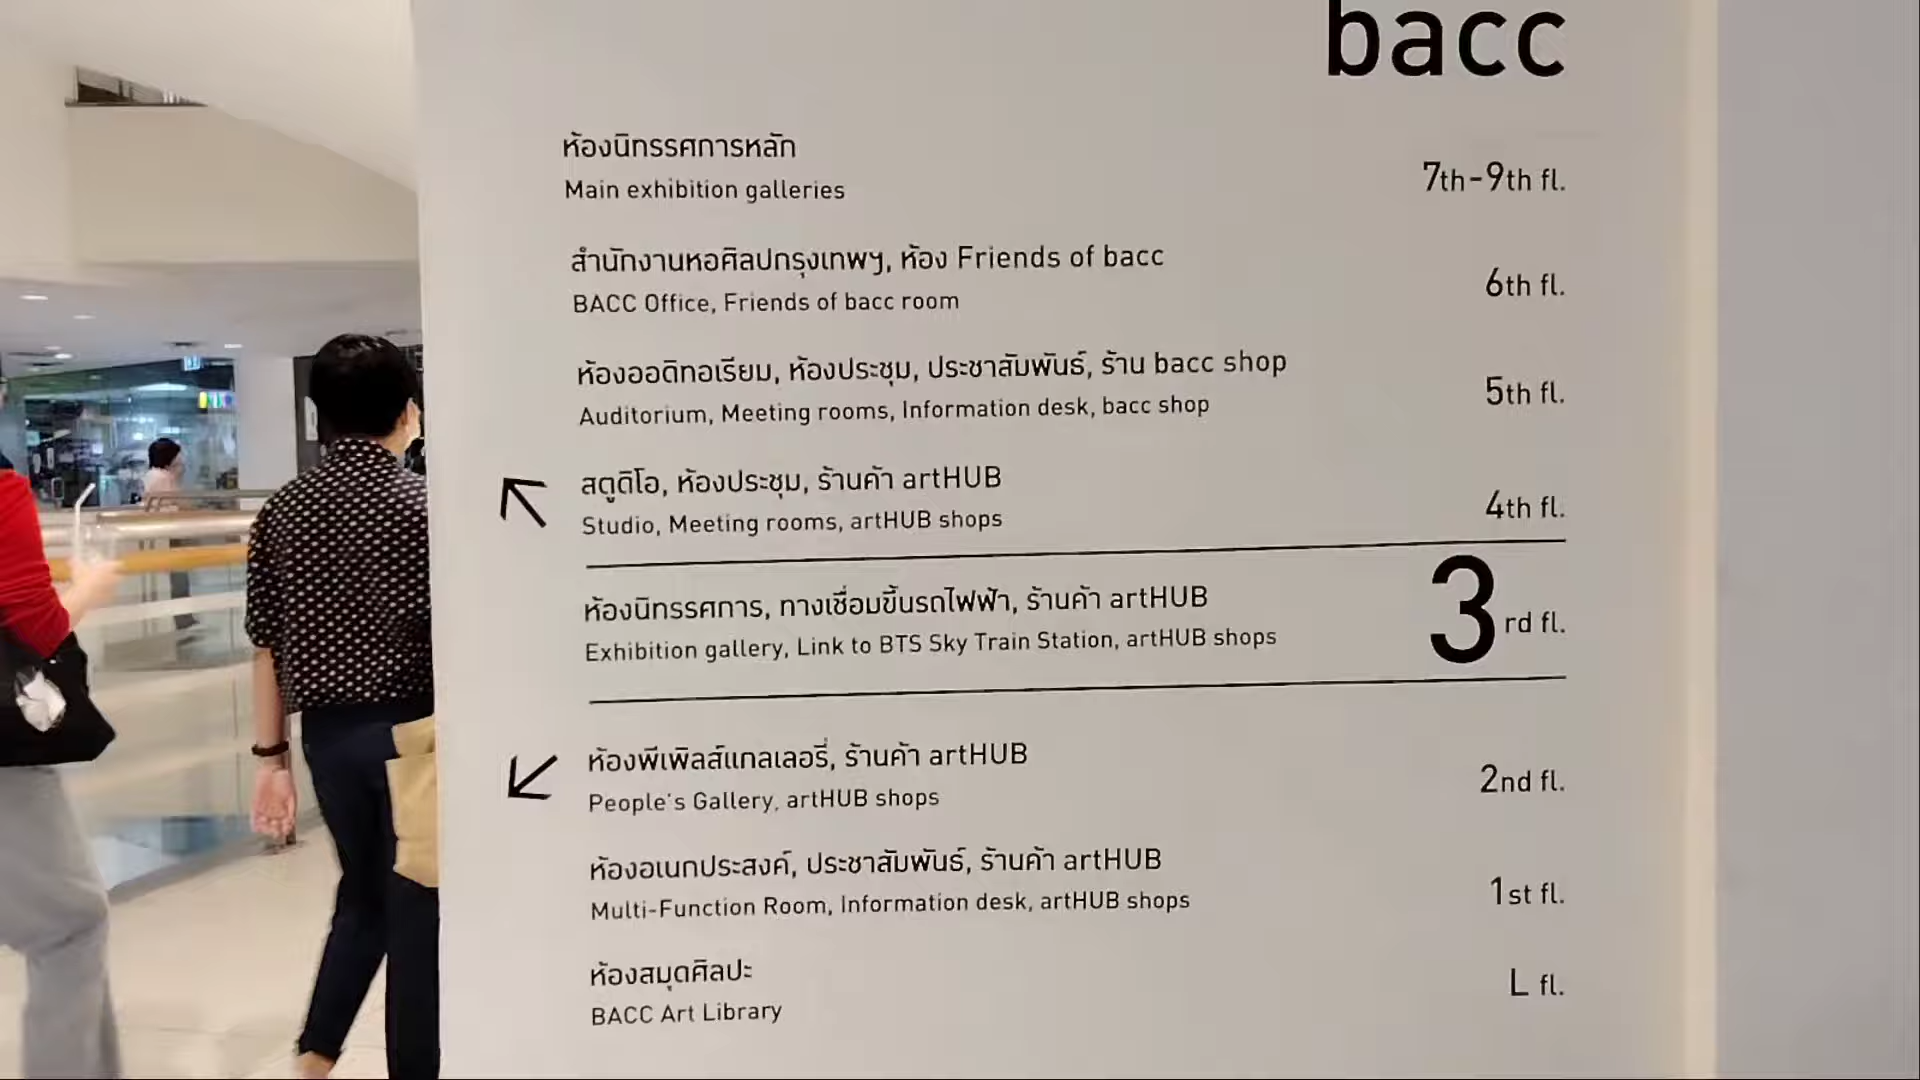 bacc
ห้องนิทรรศการหลัก
Main exhibition galleries
7th-9th fl.
สำนักงานหอศิลปกรุงเทพฯ, ห้อง Friends of bacc
BACC Office, Friends of bacc room
6th fl.
ห้องออดิทอเรียม, ห้องประชุม, ประชาสัมพันธ์, ร้าน bacc shop
Auditorium, Meeting rooms, Information desk, bacc shop
5th fl.
สตูดิโอ, ห้องประชุม, ร้านค้า artHUB
Studio, Meeting rooms, artHUB shops
4th fl.
ห้องนิทรรศการ, ทางเชื่อมขึ้นรถไฟฟ้า, ร้านค้า artHUB
Exhibition gallery, Link to BTS Sky Train Station, artHUB shops
3rd fl.
ห้องพีเพิลส์แกลเลอรี่, ร้านค้า artHUB
People's Gallery, artHUB shops
2nd fl.
ห้องอเนกประสงค์, ประชาสัมพันธ์, ร้านค้า artHUB
Multi-Function Room, Information desk, artHUB shops
1st fl.
ห้องสมุดศิลปะ
BACC Art Library
L fl.